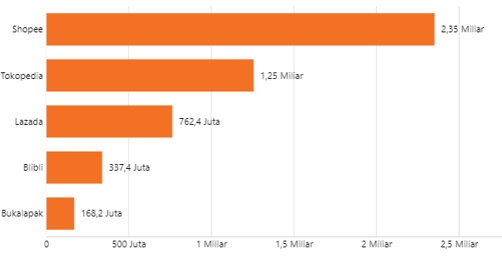 Shopee 2,35 Miliar
Tokopedia 1,25 Miliar
Lazada 762,4 Juta
Blibli 337,4 Juta
Bukalapak 168,2 Juta
0 500 Juta 1 Miliar 1,5 Miliar 2 Miliar 2,5 Miliar